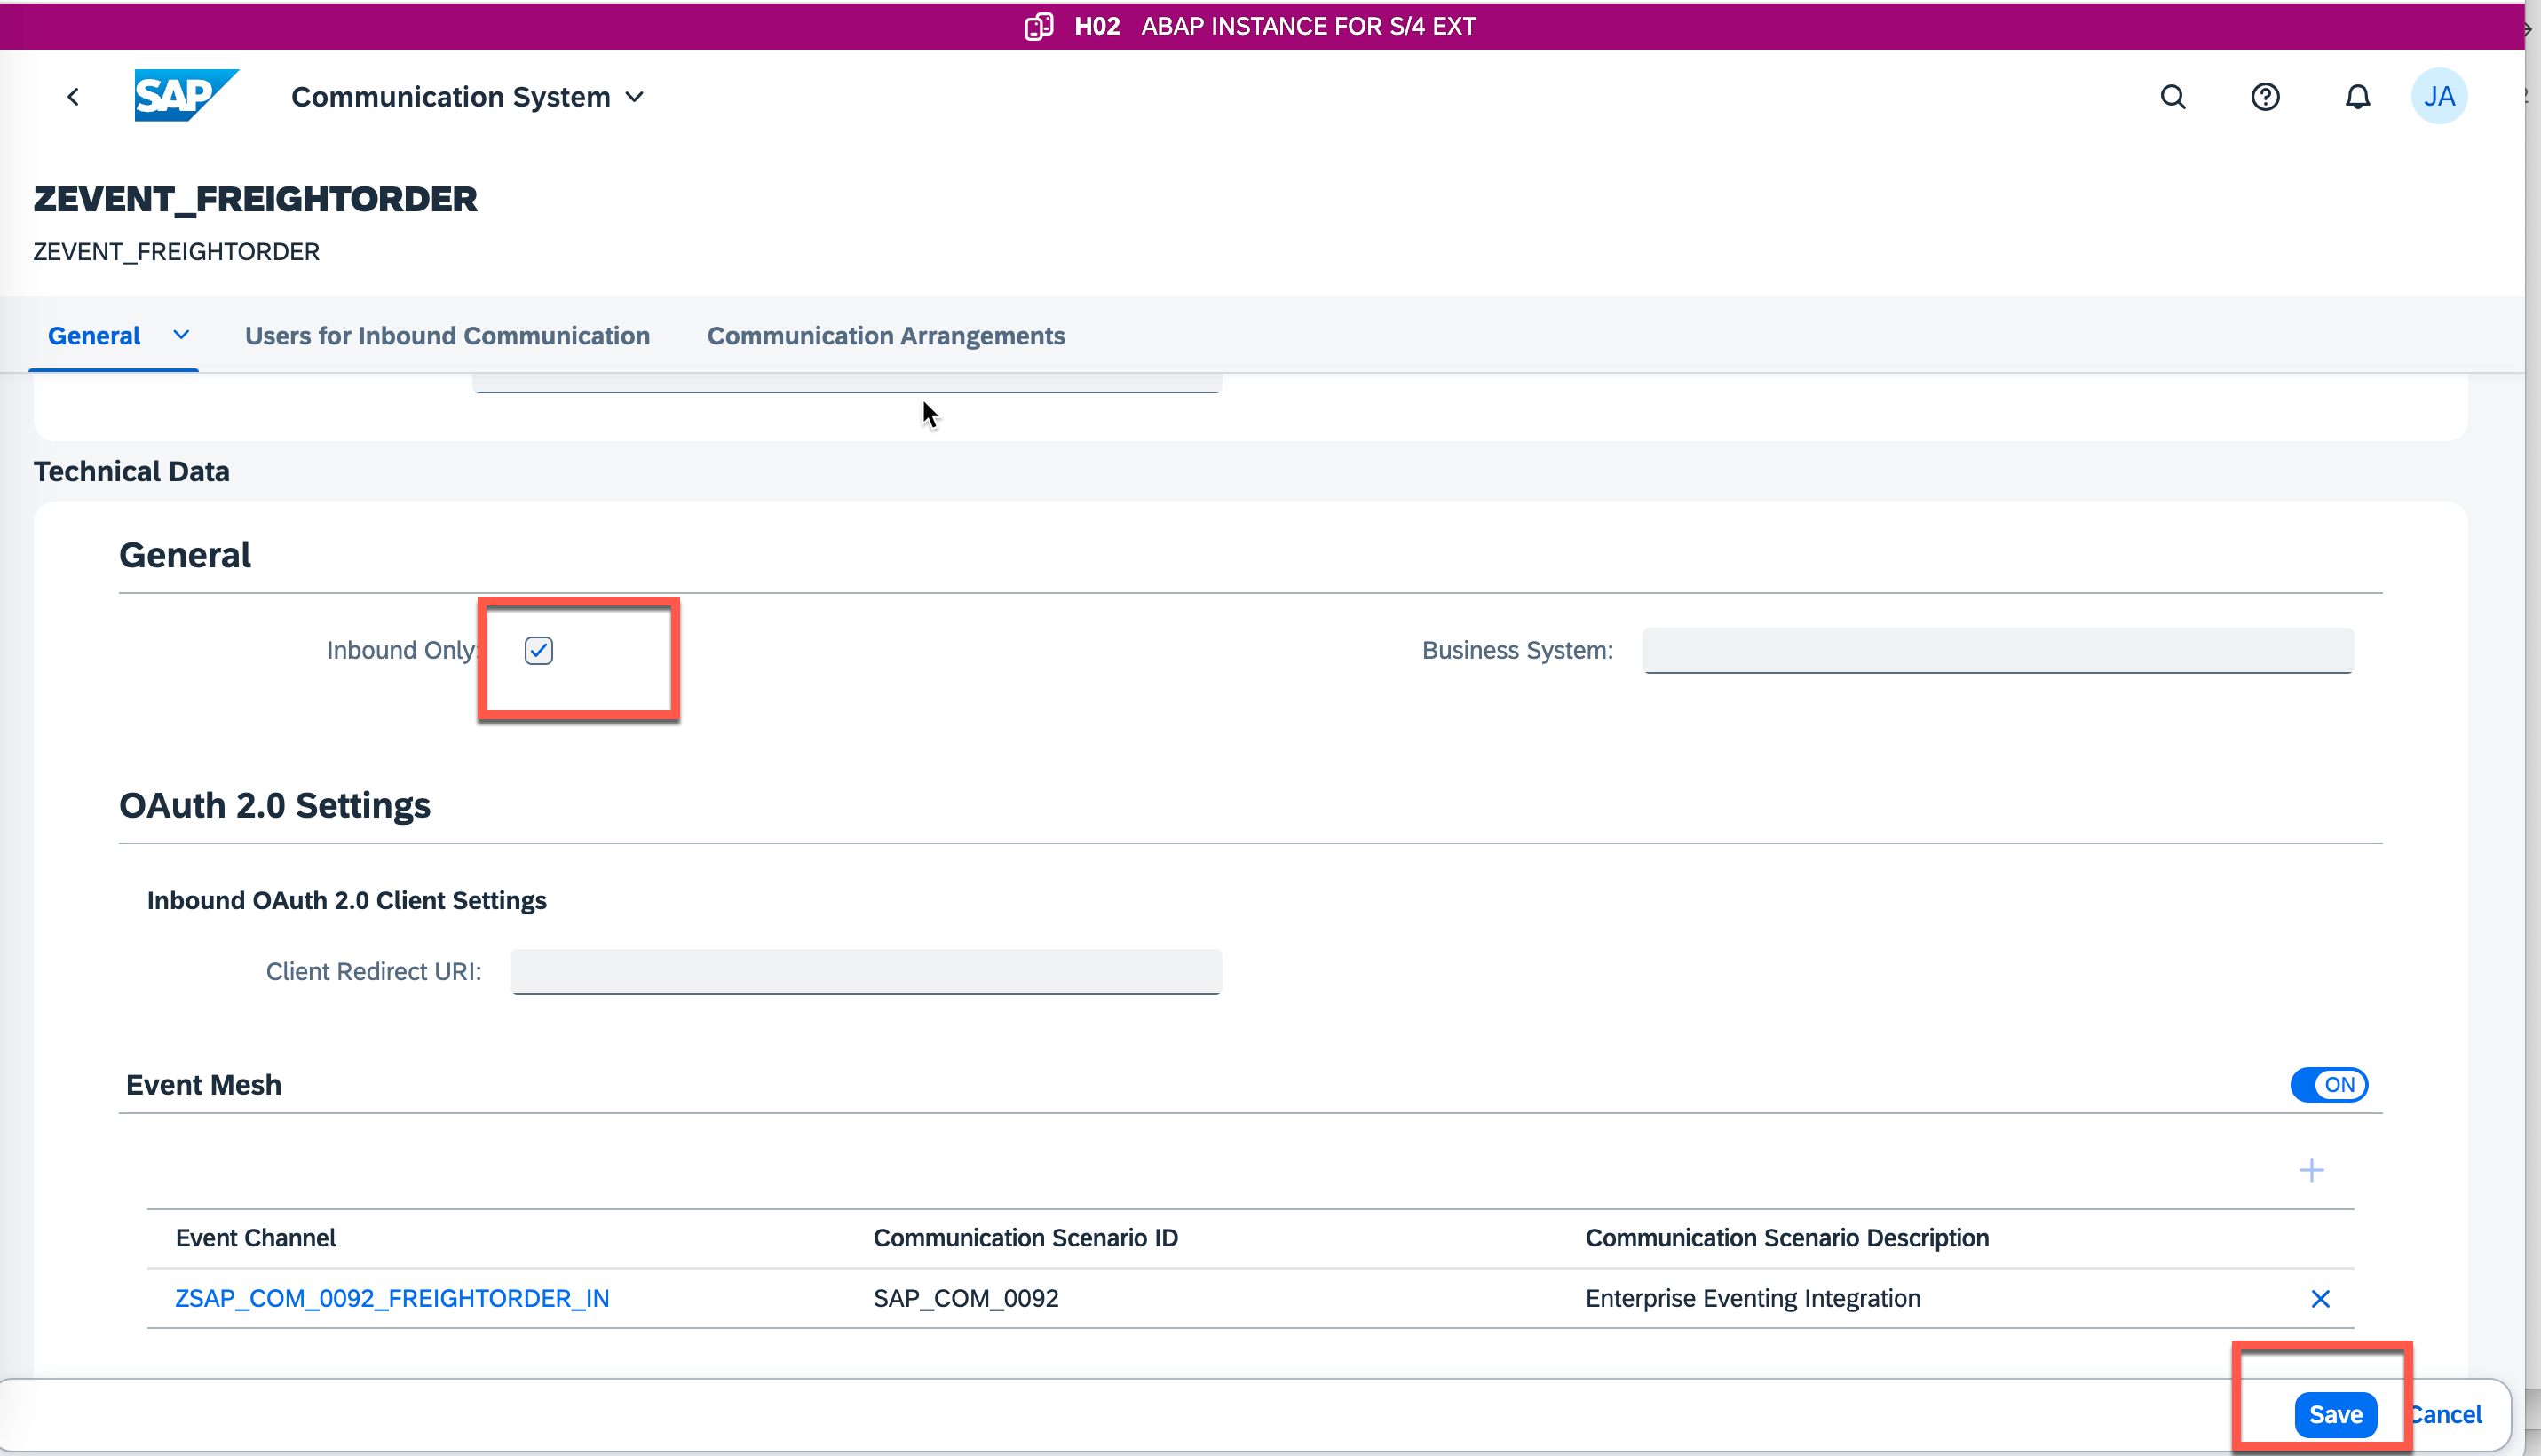 H02 ABAP INSTANCE FOR S/4 EXT
SAP
Communication System
JA
ZEVENT_FREIGHTORDER
ZEVENT_FREIGHTORDER
General
Users for Inbound Communication
Communication Arrangements
Technical Data
General
Inbound Only:
Business System:
OAuth 2.0 Settings
Inbound OAuth 2.0 Client Settings
Client Redirect URI:
Event Mesh
ON
Event Channel Communication Scenario ID Communication Scenario Description
ZSAP_COM_0092_FREIGHTORDER_IN SAP_COM_0092 Enterprise Eventing Integration
Save
Cancel